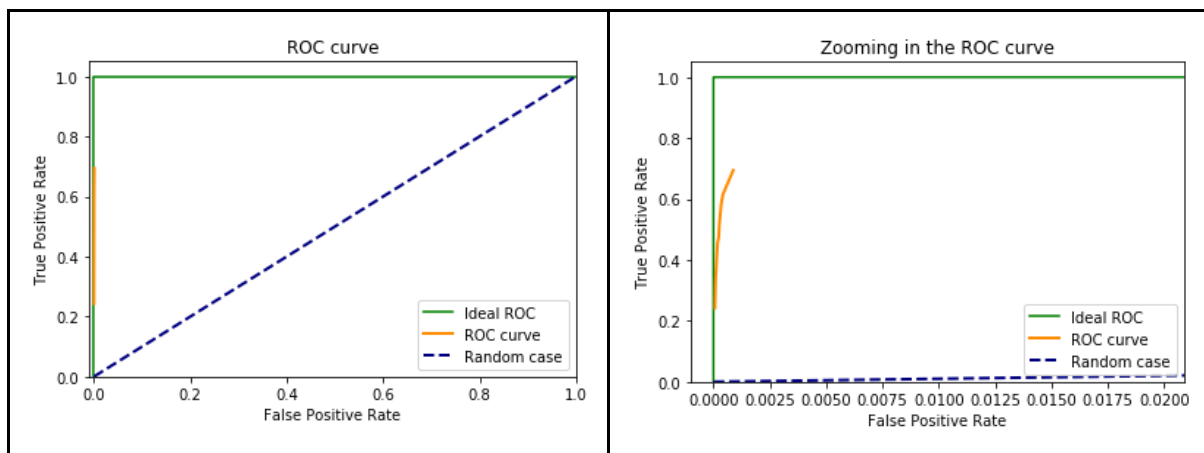 ROC curve
True Positive Rate
1.0
0.8
0.6
0.4
0.2
0.0
0.0 0.2 0.4 0.6 0.8 1.0
False Positive Rate
Ideal ROC
ROC curve
Random case
Zooming in the ROC curve
True Positive Rate
1.0
0.8
0.6
0.4
0.2
0.0
0.0000 0.0025 0.0050 0.0075 0.0100 0.0125 0.0150 0.0175 0.0200
False Positive Rate
Ideal ROC
ROC curve
Random case